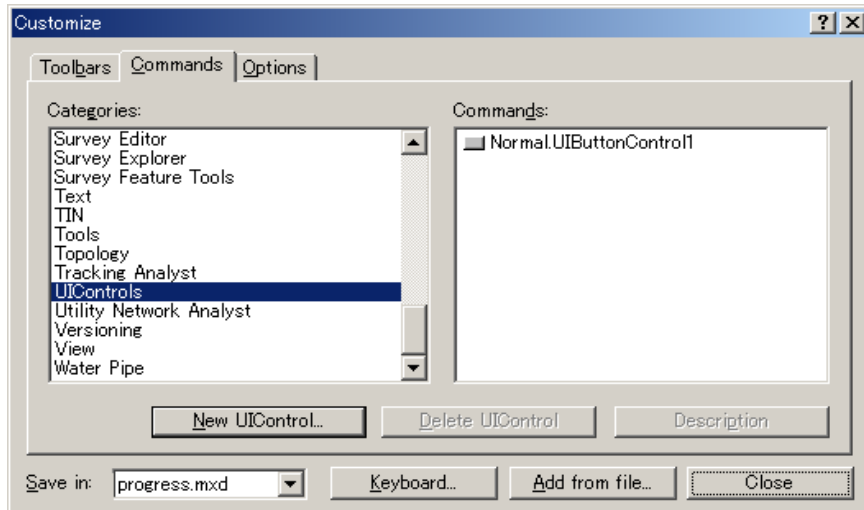 Customize
Toolbars Commands Options
Categories: Commands:
Survey Editor
Survey Explorer
Survey Feature Tools
Text
TIN
Tools
Topology
Tracking Analyst
UIControls
Utility Network Analyst
Versioning
View
Water Pipe
Normal.UIButtonControl1
New UIControl... Delete UIControl Description
Save in: progress.mxd Keyboard... Add from file... Close